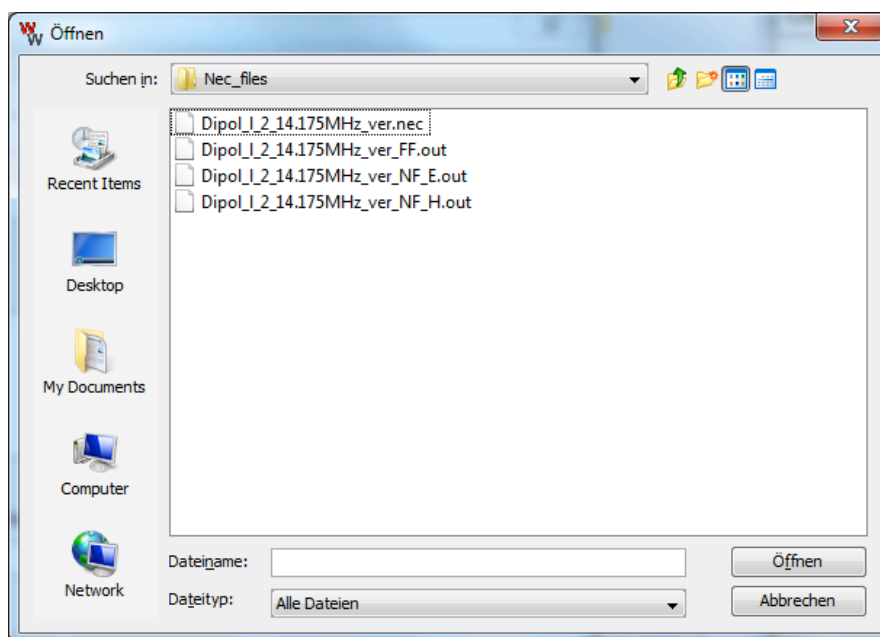 Öffnen
Suchen in:
Nec_files
Recent Items
Desktop
My Documents
Computer
Network
Dipol_l_2_14.175MHz_ver.nec
Dipol_l_2_14.175MHz_ver_FF.out
Dipol_l_2_14.175MHz_ver_NF_E.out
Dipol_l_2_14.175MHz_ver_NF_H.out
Dateiname:
Öffnen
Dateityp:
Alle Dateien
Abbrechen